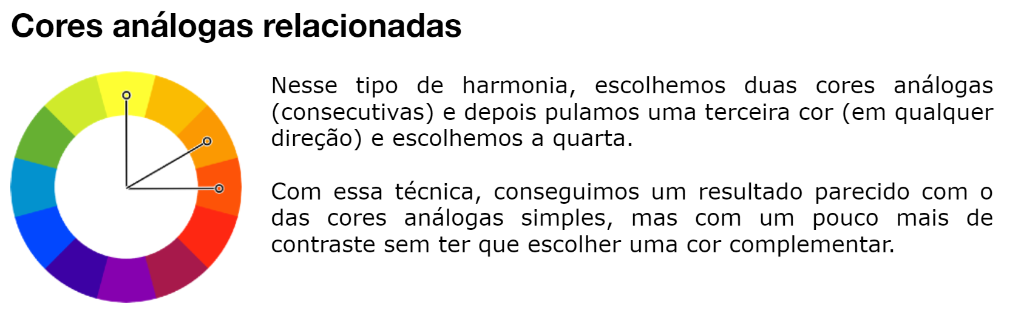 Cores análogas relacionadas
Nesse tipo de harmonia, escolhemos duas cores análogas
(consecutivas) e depois pulamos uma terceira cor (em qualquer
direção) e escolhemos a quarta.
Com essa técnica, conseguimos um resultado parecido com o
das cores análogas simples, mas com um pouco mais de
contraste sem ter que escolher uma cor complementar.